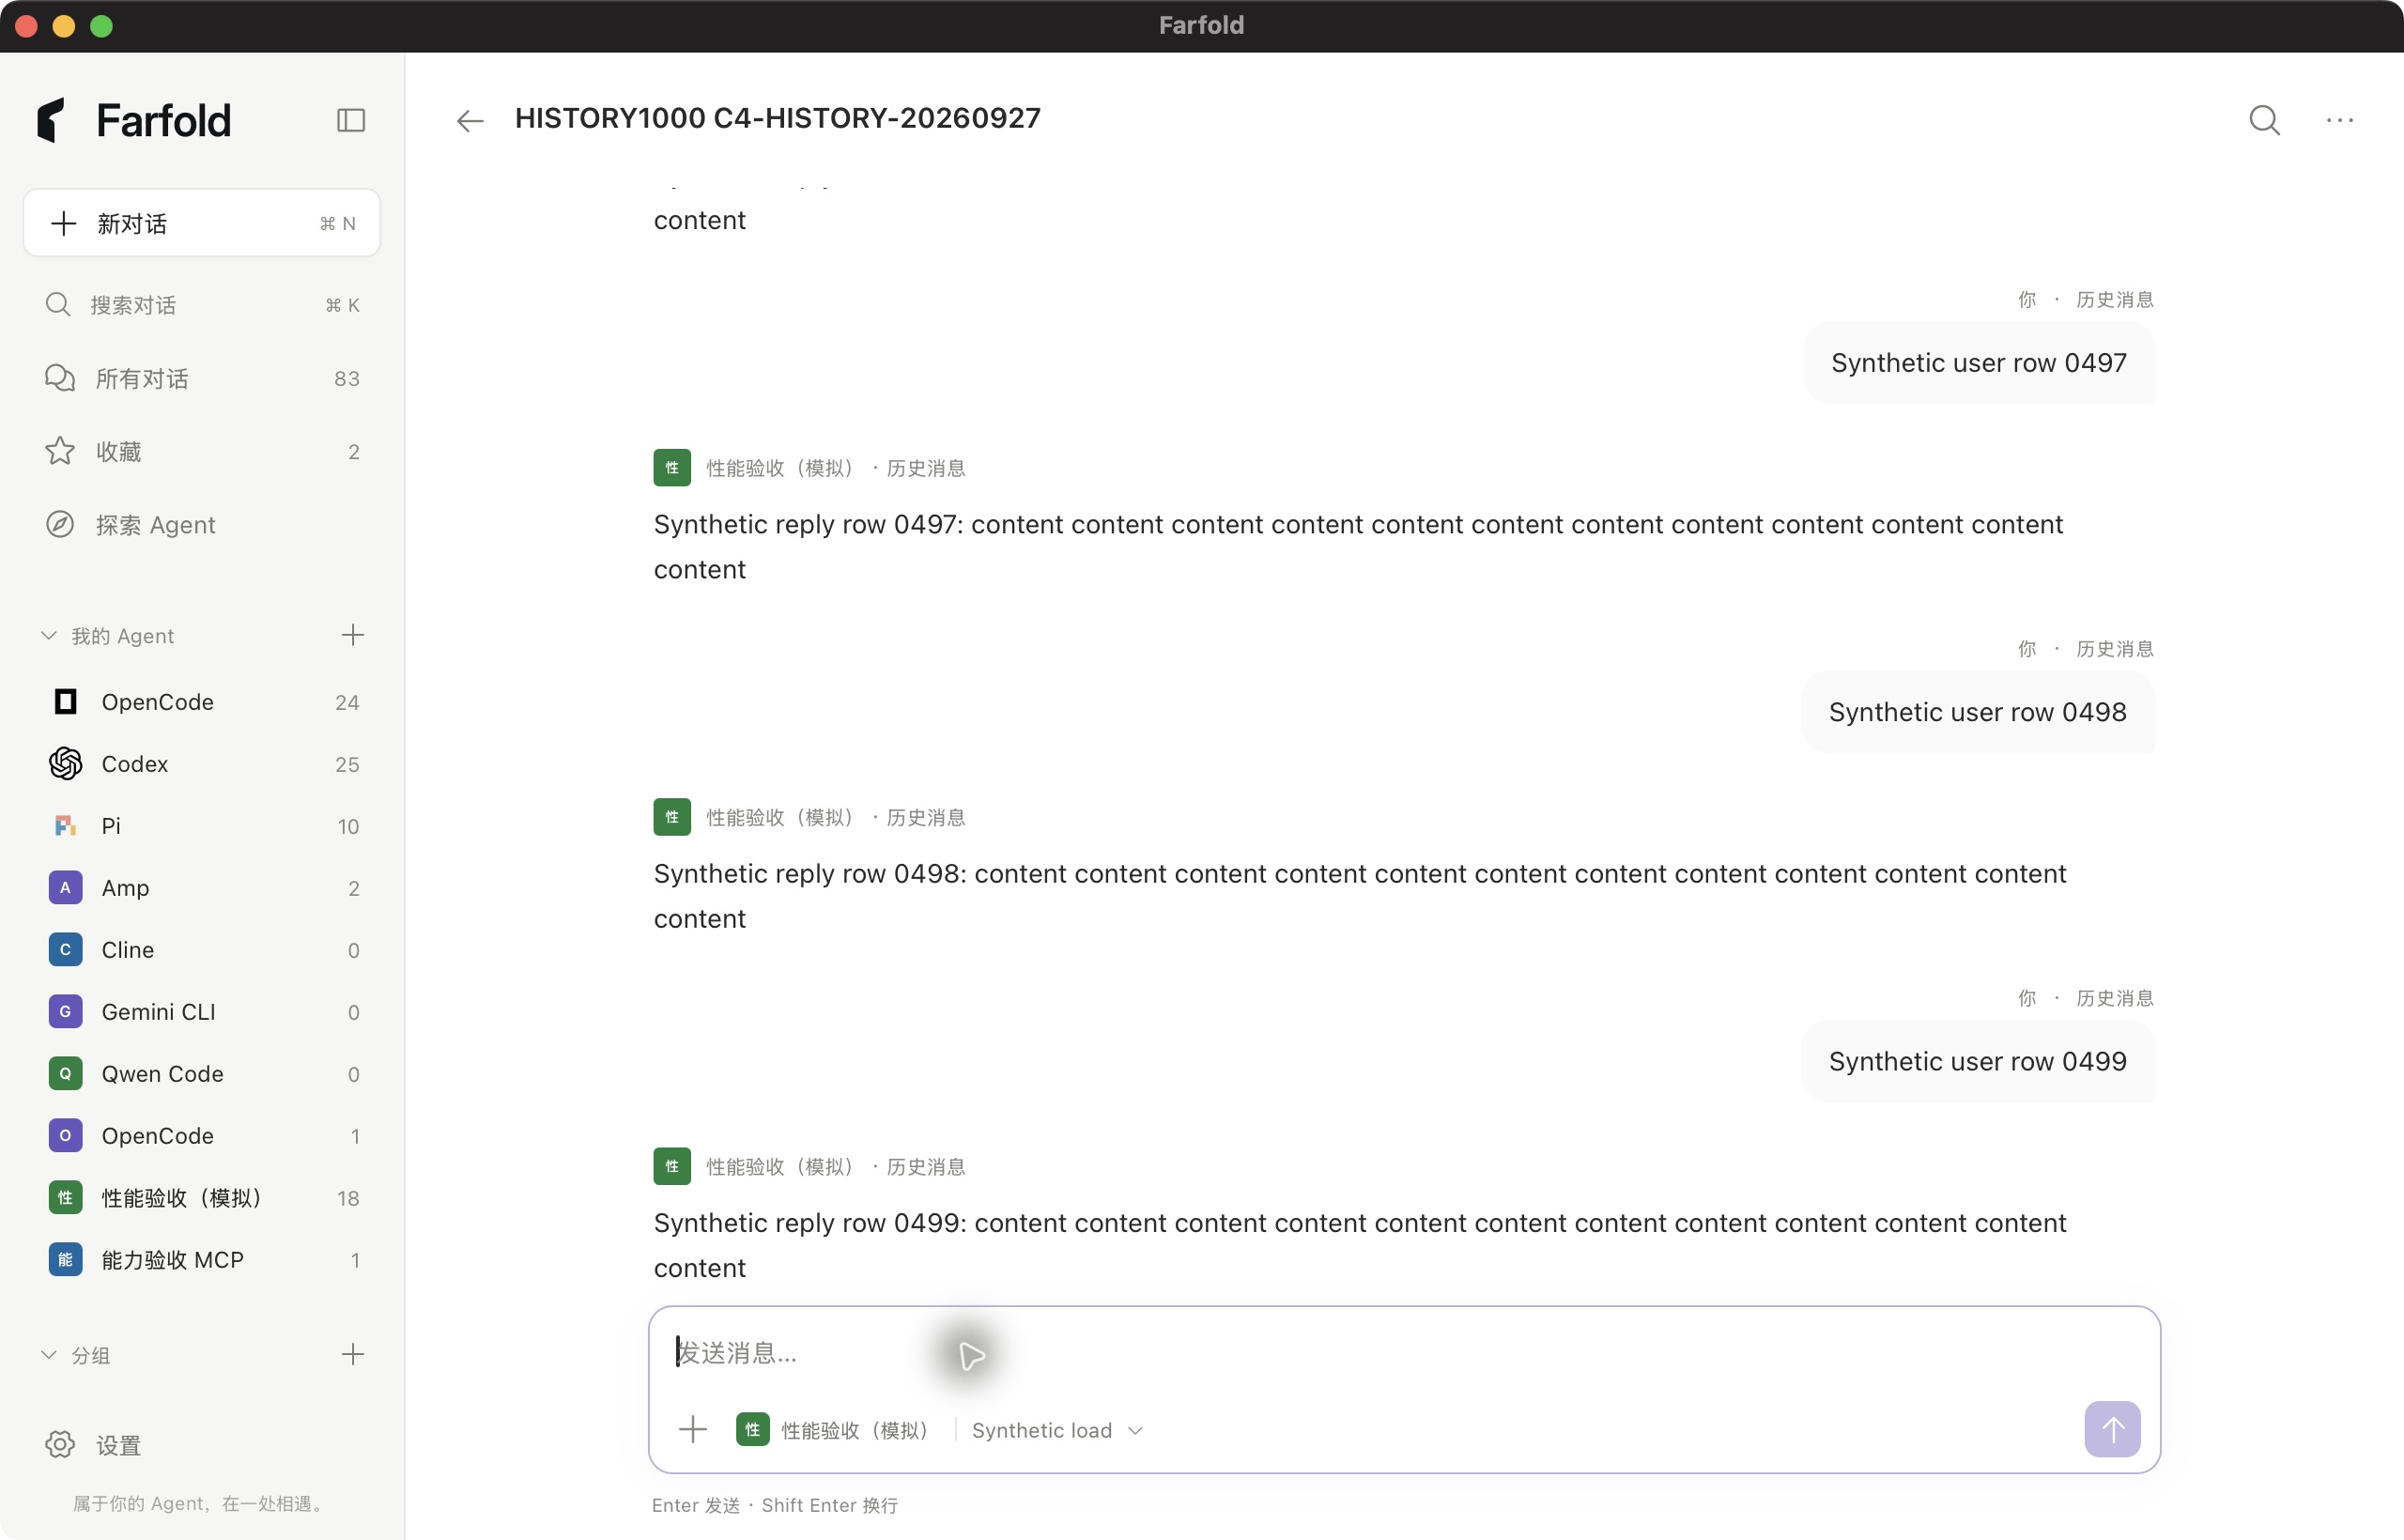 Farfold
Farfold
新对话 ⌘ N
搜索对话 ⌘ K
所有对话 83
收藏 2
探索 Agent
我的 Agent
OpenCode 24
Codex 25
Pi 10
A Amp 2
C Cline 0
G Gemini CLI 0
Q Qwen Code 0
O OpenCode 1
性 性能验收（模拟） 18
能 能力验收 MCP 1
分组
设置
属于你的 Agent，在一处相遇。
HISTORY1000 C4-HISTORY-20260927
content
你 · 历史消息
Synthetic user row 0497
性 性能验收（模拟） · 历史消息
Synthetic reply row 0497: content content content content content content content content content content content
content
你 · 历史消息
Synthetic user row 0498
性 性能验收（模拟） · 历史消息
Synthetic reply row 0498: content content content content content content content content content content content
content
你 · 历史消息
Synthetic user row 0499
性 性能验收（模拟） · 历史消息
Synthetic reply row 0499: content content content content content content content content content content content
content
发送消息...
性 性能验收（模拟） Synthetic load
Enter 发送 · Shift Enter 换行